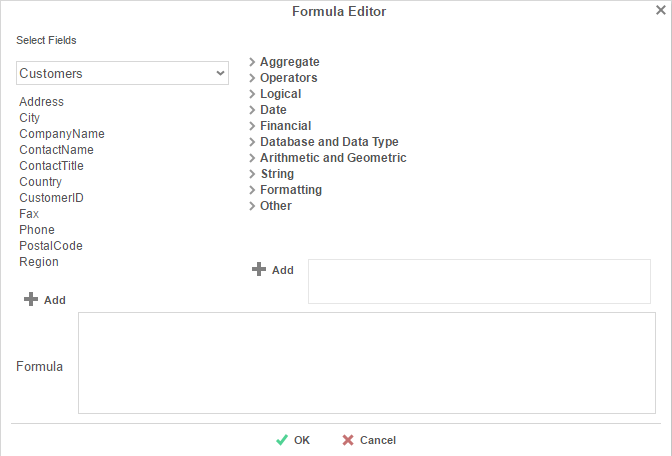 Formula Editor
Select Fields
Customers
Address
City
CompanyName
ContactName
ContactTitle
Country
CustomerID
Fax
Phone
PostalCode
Region
Add
Aggregate
Operators
Logical
Date
Financial
Database and Data Type
Arithmetic and Geometric
String
Formatting
Other
Add
Formula
OK
Cancel